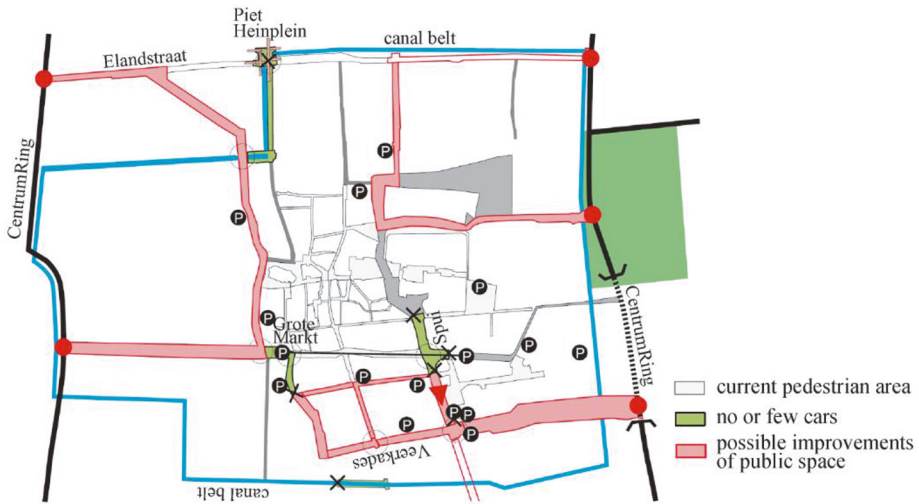 Piet
Heinplein
canal belt
Elandstraat
CentrumRing
P
P
P
P
P
Grote
Markt
P
Spui
CentrumRing
P
P
P
P
P
P
P
P
P
P
Veerkades
canal belt
current pedestrian area
no or few cars
possible improvements
of public space